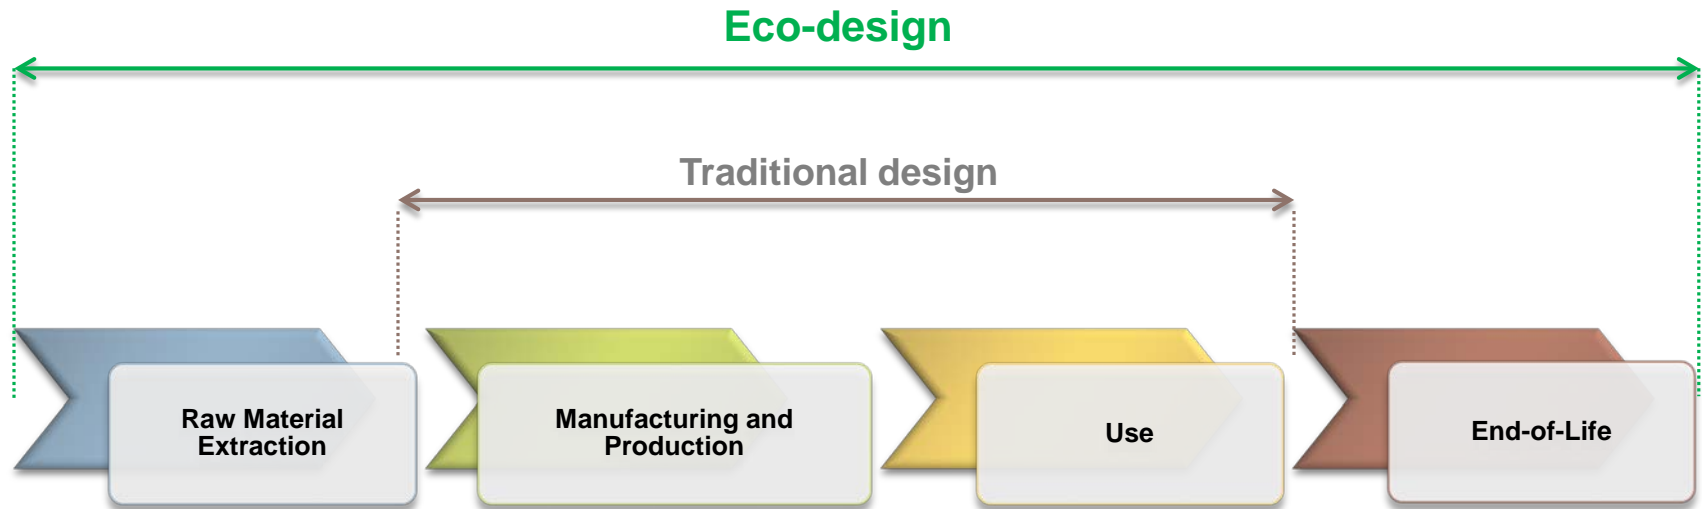 Eco-design
Traditional design
Raw Material
Extraction
Manufacturing and
Production
Use
End-of-Life